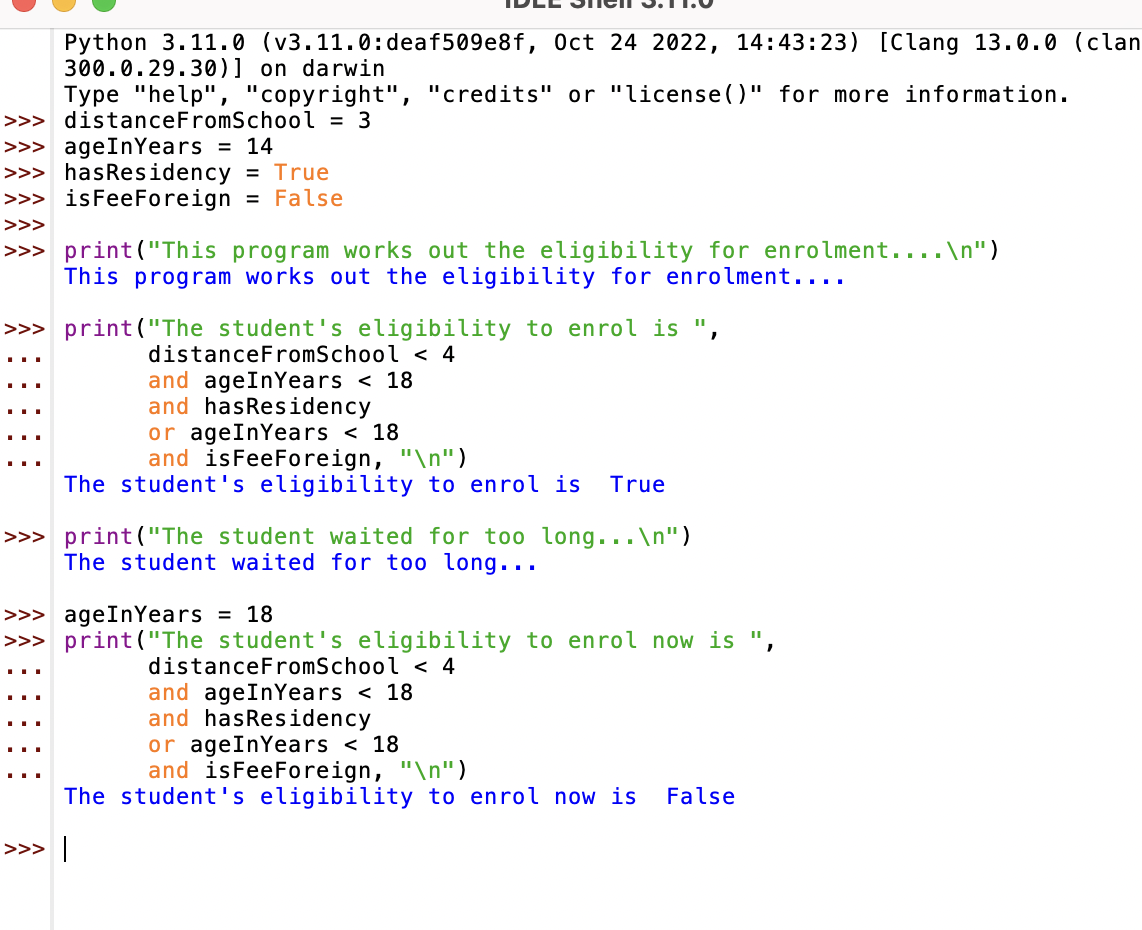 IDLE Shell 3.11.0
Python 3.11.0 (v3.11.0:deaf509e8f, Oct 24 2022, 14:43:23) [Clang 13.0.0 (clan
300.0.29.30)] on darwin
Type "help", "copyright", "credits" or "license()" for more information.
>>> distanceFromSchool = 3
>>> ageInYears = 14
>>> hasResidency = True
>>> isFeeForeign = False
>>>
>>> print("This program works out the eligibility for enrolment....\n")
This program works out the eligibility for enrolment....
>>> print("The student's eligibility to enrol is ",
...       distanceFromSchool < 4
...       and ageInYears < 18
...       and hasResidency
...       or ageInYears < 18
...       and isFeeForeign, "\n")
The student's eligibility to enrol is  True
>>> print("The student waited for too long...\n")
The student waited for too long...
>>> ageInYears = 18
>>> print("The student's eligibility to enrol now is ",
...       distanceFromSchool < 4
...       and ageInYears < 18
...       and hasResidency
...       or ageInYears < 18
...       and isFeeForeign, "\n")
The student's eligibility to enrol now is  False
>>>